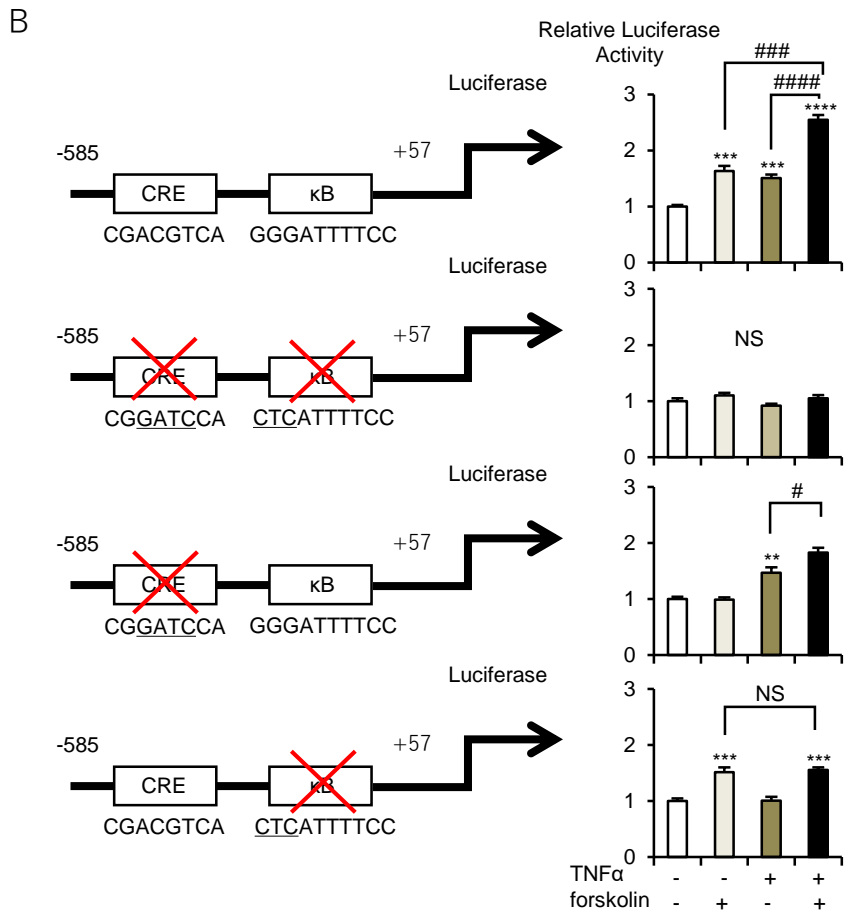 B
Relative Luciferase
Activity
Luciferase
-585
+57
CRE
κB
CGACGTCA
GGGATTTTCC
###
####
***
***
****
3
2
1
0
Luciferase
-585
+57
CRE
κB
CGGATCCA
CTCATTTTCC
NS
3
2
1
0
Luciferase
-585
+57
CRE
κB
CGGATCCA
GGGATTTTCC
#
**
3
2
1
0
Luciferase
-585
+57
CRE
κB
CGACGTCA
CTCATTTTCC
NS
***
***
3
2
1
0
TNFα - - + +
forskolin - + - +